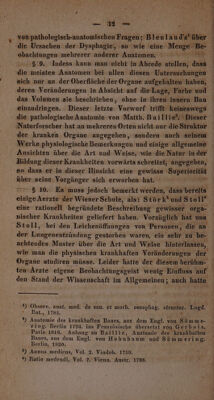 — 12 —
von pathologisch-anatomischen Fragen; Bleulands¹ über
die Ursachen der Dysphagie, so wie eine Menge Be-
obachtungen mehrerer anderer Anatomen.
§ 9. Indess kann man nicht in Abrede stellen, dass
die meisten Anatomen bei allen diesen Untersuchungen
sich nur an der Oberfläche der Organe aufgehalten haben,
deren Veränderungen in Absicht auf die Lage, Farbe und
das Volumen sie beschrieben, ohne in ihren innern Bau
einzudringen. Dieser letzte Vorwurf trifft keineswegs
die pathologische Anatomie von Matth. Baillie². Dieser
Naturforscher hat an mehreren Orten nicht nur die Struktur
der kranken Organe angegeben, sondern auch seinem
Werke physiologische Bemerkungen und einige allgemeine
Ansichten über die Art und Weise, wie die Natur in der
Bildung dieser Krankheiten vorwärts schreitet, angegeben,
so dass er in dieser Hinsicht eine gewisse Superiorität
über seine Vorgänger sich erworben hat.
§ 10. Es muss jedoch bemerkt werden, dass bereits
einige Aerzte der Wiener Schule, als: Störk³ und Stoll⁴
eine rationell begründete Beschreibung gewisser orga-
nischer Krankheiten geliefert haben. Vorzüglich hat uns
Stoll, bei den Leichenöffnungen von Personen, die an
der Lungenentzündung gestorben waren, ein sehr zu be-
achtendes Muster über die Art und Weise hinterlassen,
wie man die physischen krankhaften Veränderungen der
Organe studiren müsse. Leider hatte der diesem berühm-
ten Arzte eigene Beobachtungsgeist wenig Einfluss auf
den Stand der Wissenschaft im Allgemeinen; auch hatte
¹) Observ. anat. med. de san. et morb. oesophag. structur. Lugd.
Bat., 1785.
²) Anatomie des krankhaften Baues, aus dem Engl. von Sömme-
ring. Berlin 1794. ins Französische übersetzt von
Paris 1815. Anhang zu Baillie, Anatomie des krankhaften
Baues, aus dem Engl. von Hohnbaum und Sömmering.
Berlin, 1820.
³) Annus medicus, Vol. 2. Vindob. 1759.
⁴) Ratio medendi, Vol. 7. Vienn. Austr. 1788.